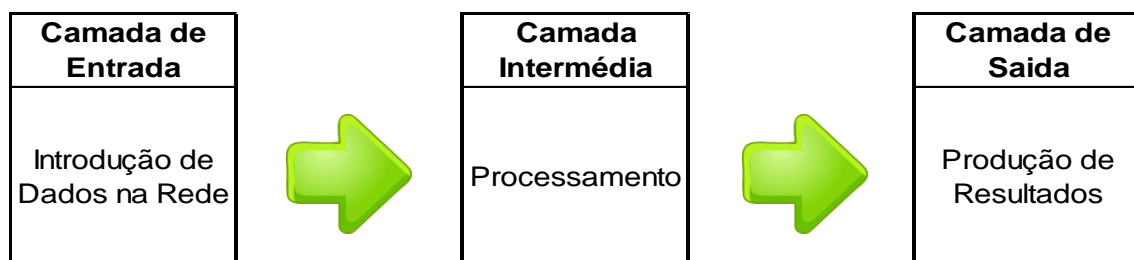 Camada de
Entrada
Introdução de
Dados na Rede
Camada
Intermédia
Processamento
Camada de
Saida
Produção de
Resultados